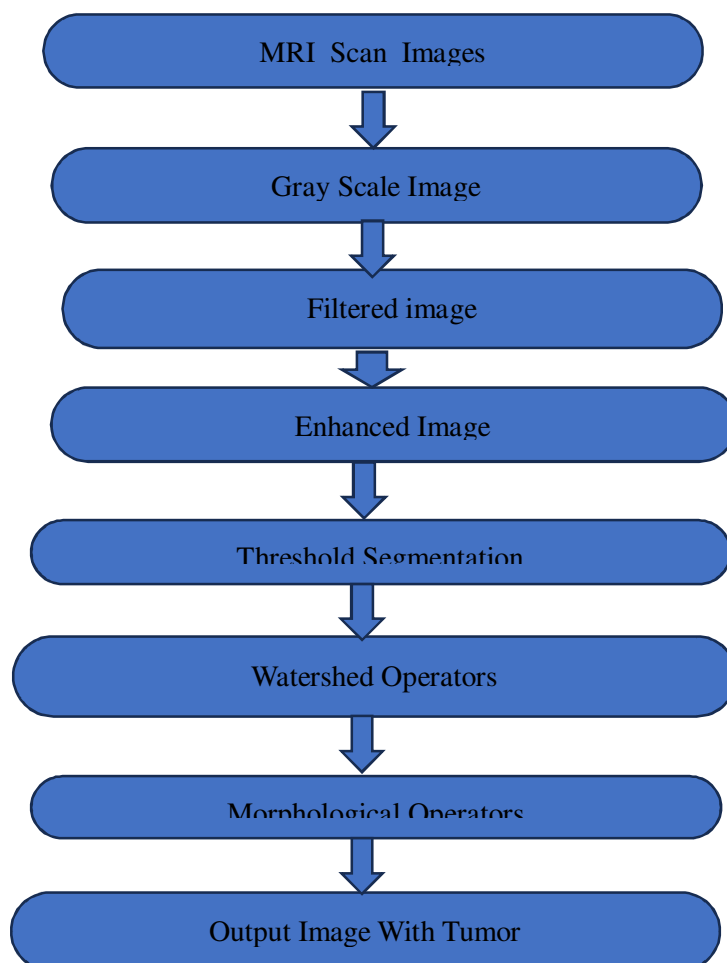 MRI Scan Images
Gray Scale Image
Filtered image
Enhanced Image
Threshold Segmentation
Watershed Operators
Morphological Operators
Output Image With Tumor